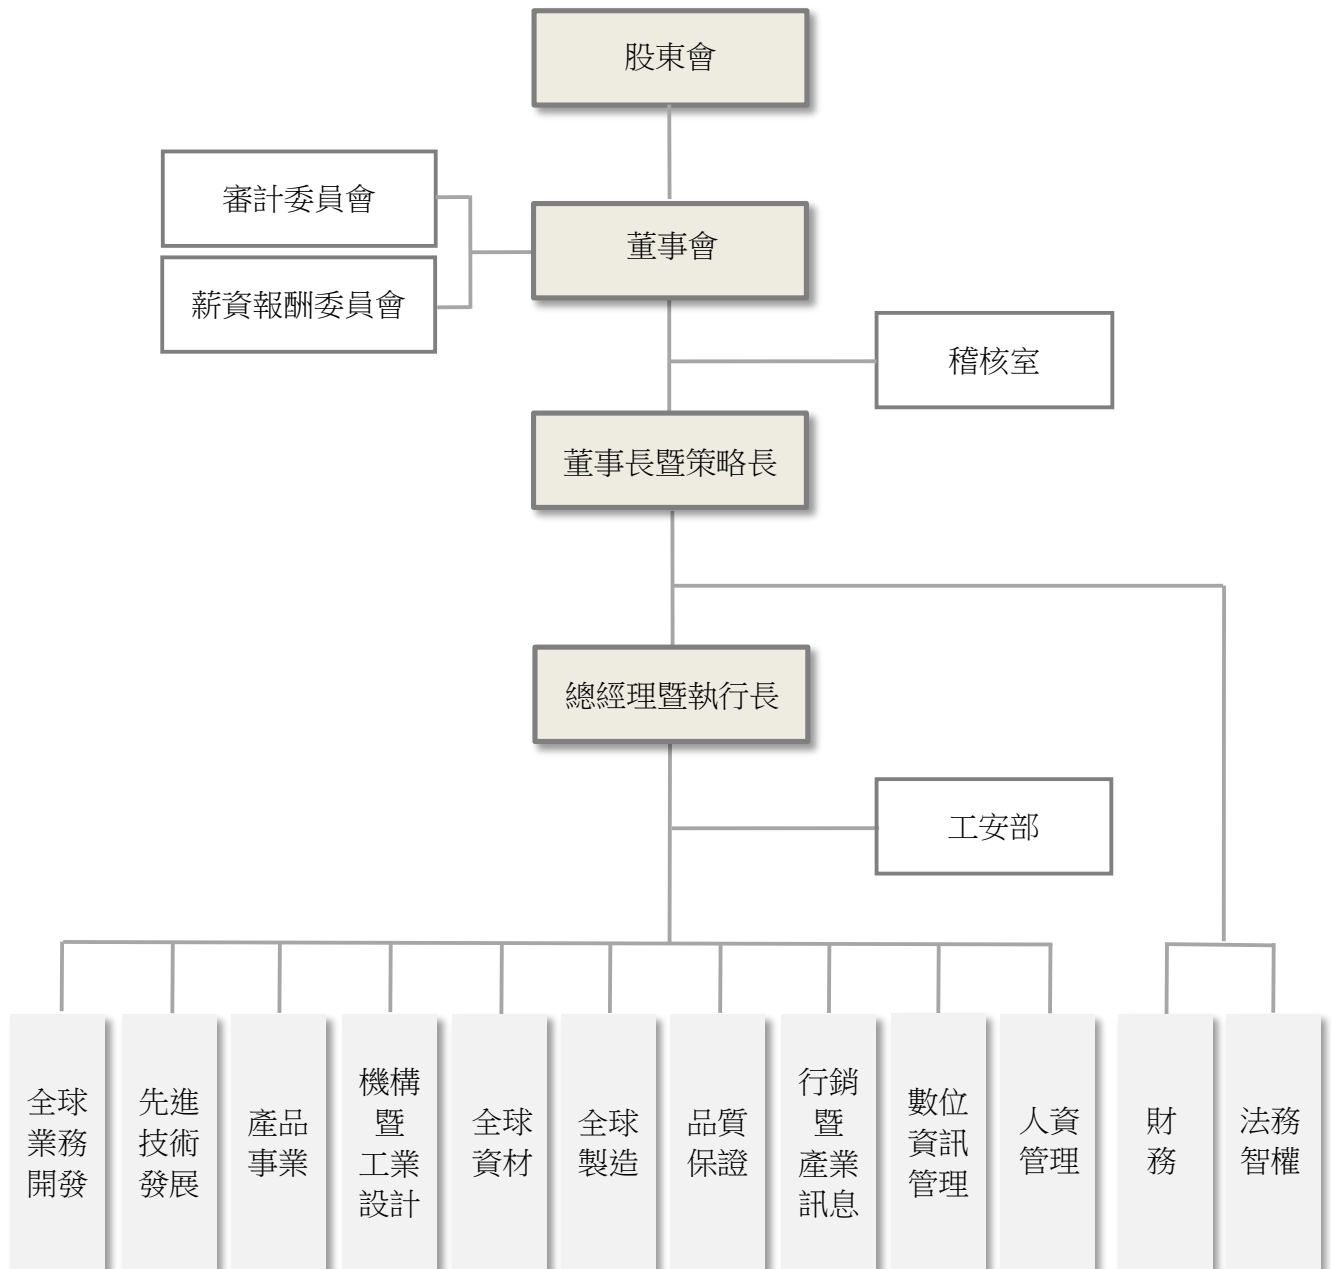 股東會
審計委員會
董事會
薪資報酬委員會
稽核室
董事長暨策略長
總經理暨執行長
工安部
全球
業務
開發
先進
技術
發展
產品
事業
機構
暨
工業
設計
全球
資材
全球
製造
品質
保證
行銷
暨
產業
訊息
數位
資訊
管理
人資
管理
財
務
法務
智權